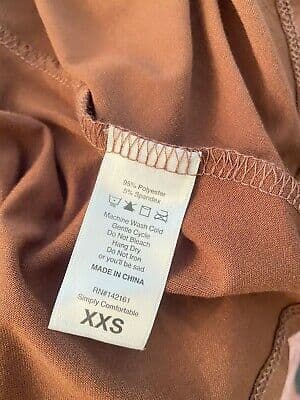 95% Polyester
5% Spandex
Machine Wash Cold
Gentle Cycle
Do Not Bleach
Hang Dry
Do Not Iron
or you'll be sad
MADE IN CHINA
RN#142161
Simply Comfortable
XXS